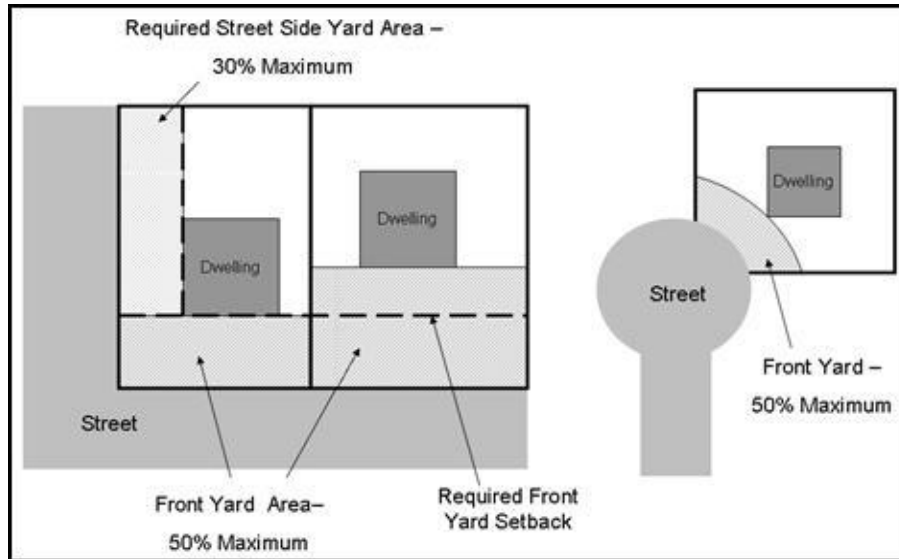 Required Street Side Yard Area –
30% Maximum
Dwelling
Dwelling
Dwelling
Street
Street
Front Yard –
50% Maximum
Front Yard Area–
50% Maximum
Required Front
Yard Setback